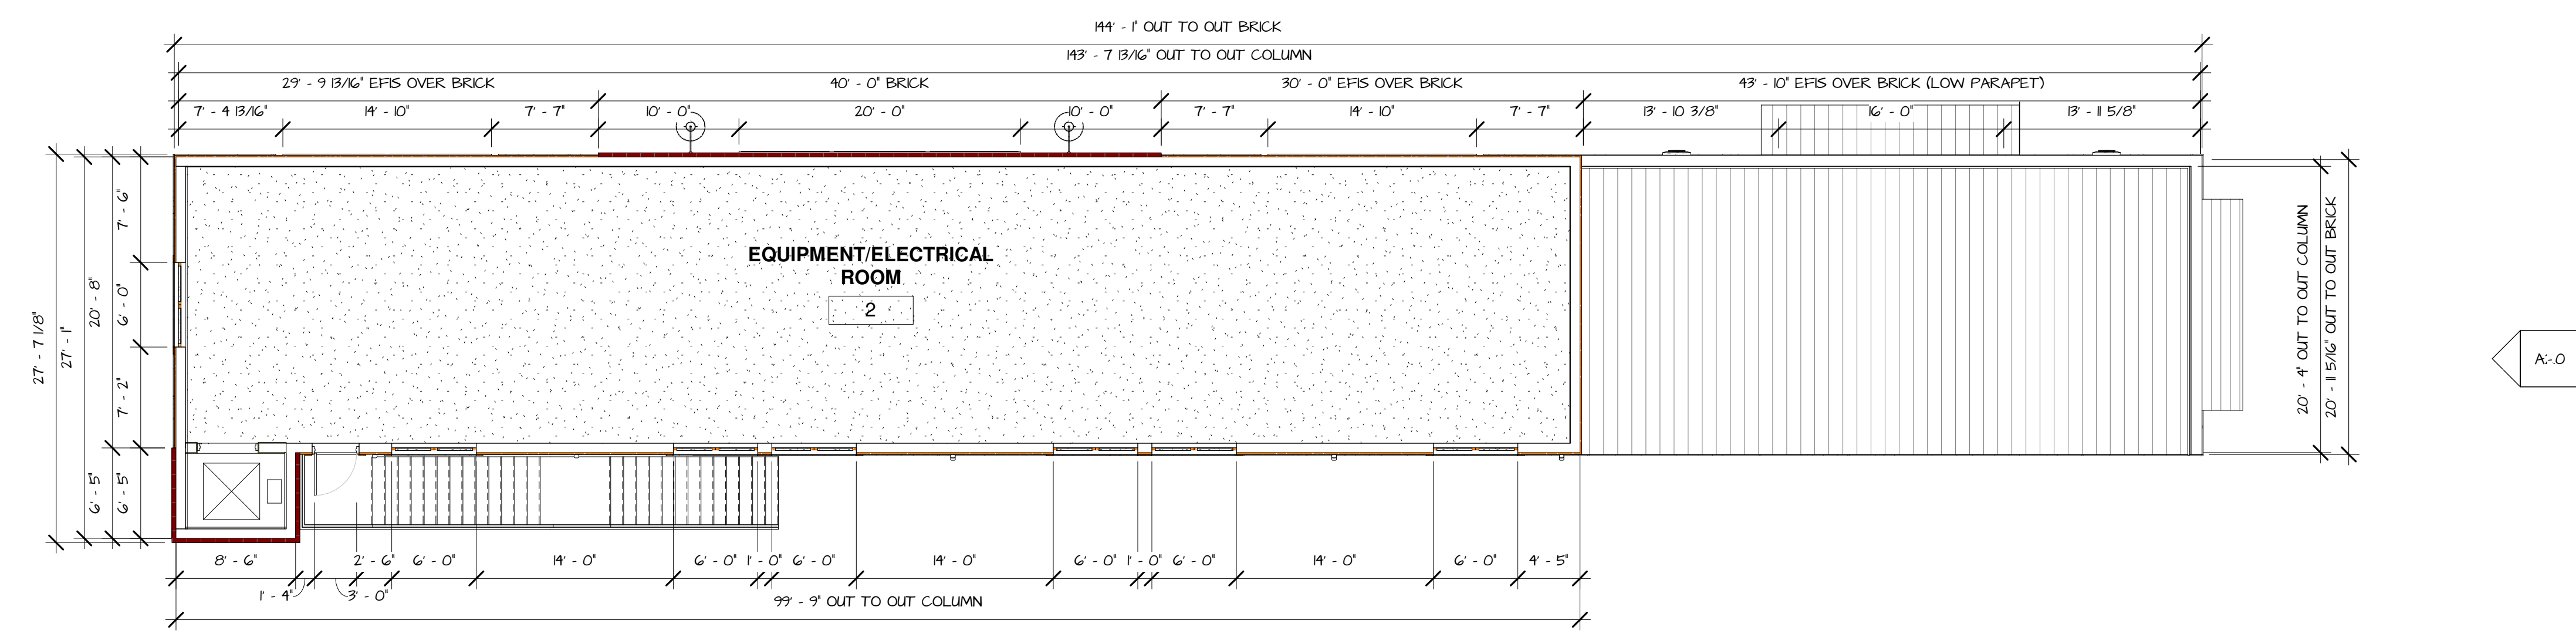 144' - 1" OUT TO OUT BRICK
143' - 7 13/16" OUT TO OUT COLUMN
29' - 9 13/16" EFIS OVER BRICK
40' - 0" BRICK
30' - 0" EFIS OVER BRICK
43' - 10" EFIS OVER BRICK (LOW PARAPET)
7' - 4 13/16"
14' - 10"
7' - 7"
10' - 0"
20' - 0"
10' - 0"
7' - 7"
14' - 10"
7' - 7"
13' - 10 3/8"
16' - 0"
13' - 11 5/8"
27' - 7 1/8"
27' - 1"
20' - 8"
6' - 5"
7' - 6"
6' - 0"
7' - 2"
6' - 5"
EQUIPMENT/ELECTRICAL
ROOM
2
20' - 4" OUT TO OUT COLUMN
20' - 11 5/16" OUT TO OUT BRICK
8' - 6"
2' - 6"
6' - 0"
14' - 0"
6' - 0"
1' - 0"
6' - 0"
14' - 0"
6' - 0"
1' - 0"
6' - 0"
14' - 0"
6' - 0"
4' - 5"
1' - 4"
3' - 0"
99' - 9" OUT TO OUT COLUMN